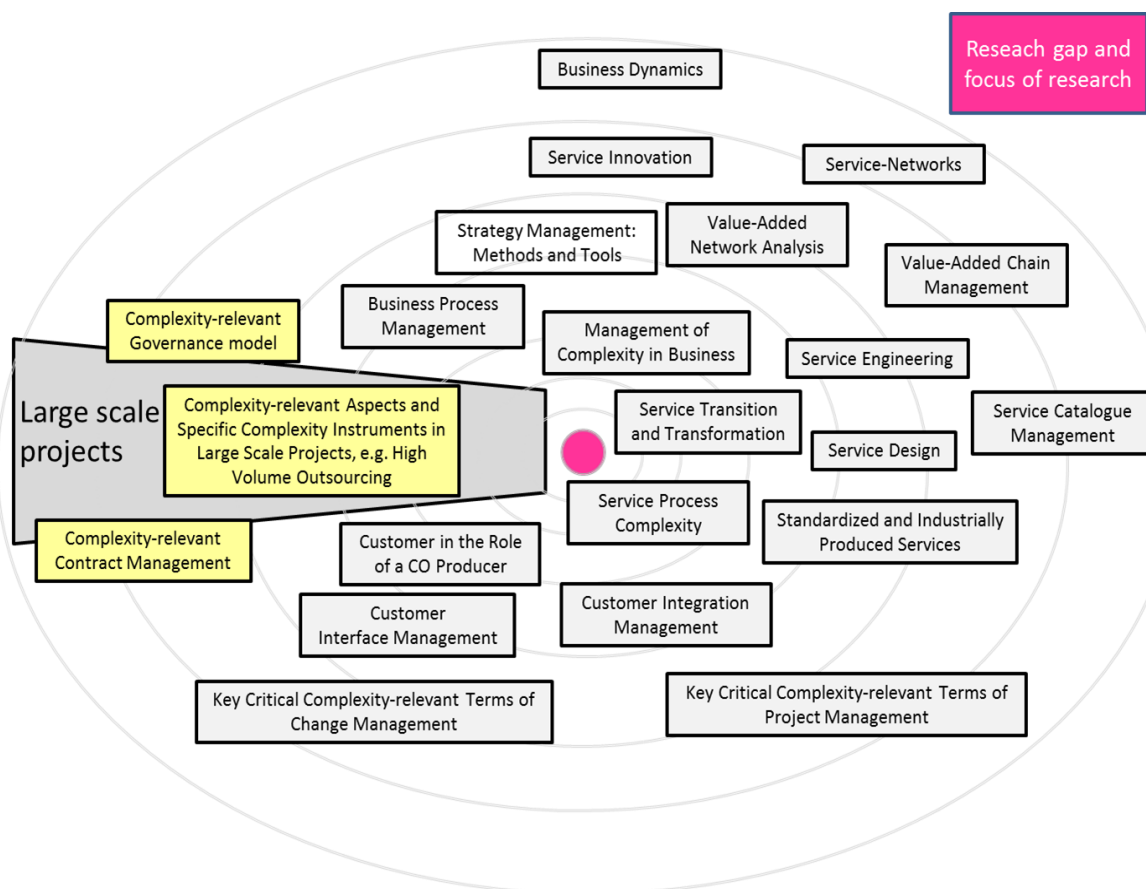 Reseach gap and
focus of research
Business Dynamics
Service Innovation
Service-Networks
Strategy Management:
Methods and Tools
Value-Added
Network Analysis
Value-Added Chain
Management
Business Process
Management
Complexity-relevant
Governance model
Management of
Complexity in Business
Service Engineering
Large scale
projects
Complexity-relevant Aspects and
Specific Complexity Instruments in
Large Scale Projects, e.g. High
Volume Outsourcing
Service Transition
and Transformation
Service Catalogue
Management
Service Design
Service Process
Complexity
Standardized and Industrially
Produced Services
Complexity-relevant
Contract Management
Customer in the Role
of a CO Producer
Customer
Interface Management
Customer Integration
Management
Key Critical Complexity-relevant Terms of
Change Management
Key Critical Complexity-relevant Terms of
Project Management